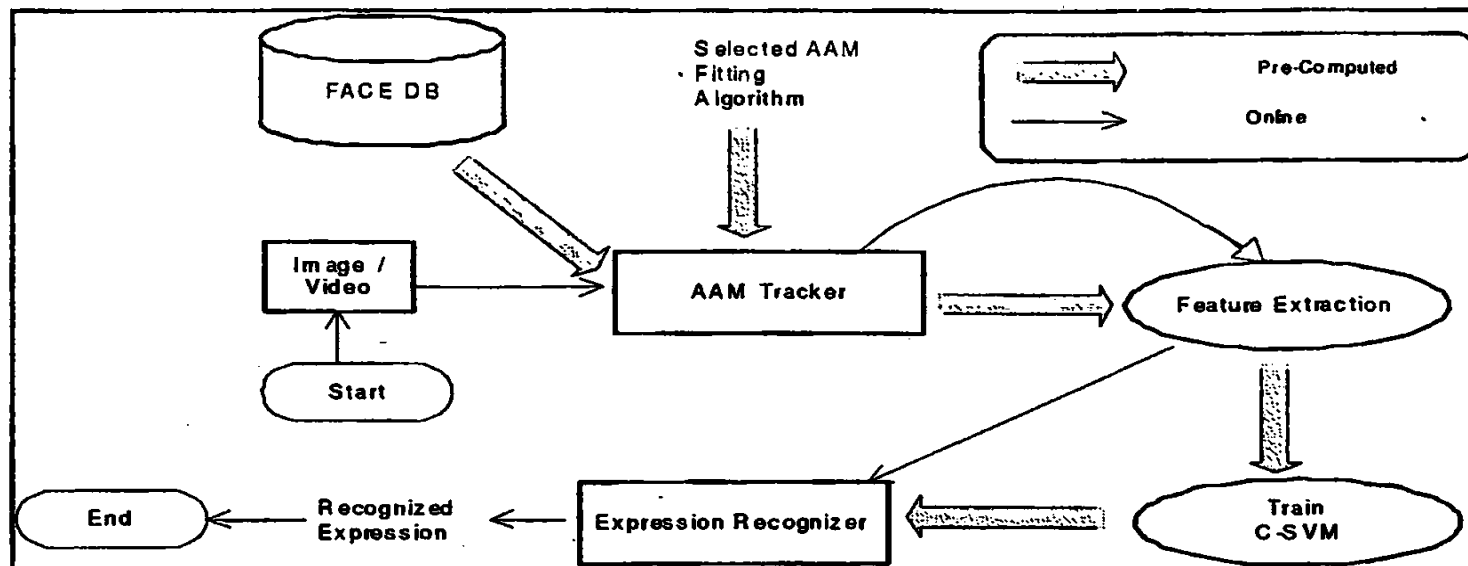 FACE DB
Selected AAM
Fitting
Algorithm
Pre-Computed
Online
Image /
Video
AAM Tracker
Feature Extraction
Start
End
Recognized
Expression
Expression Recognizer
Train
C-SVM